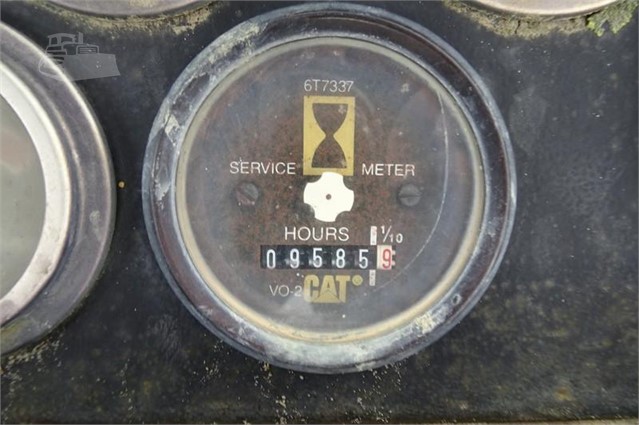 6T7337
SERVICE METER
HOURS 1/10
095859
VO-2 CAT